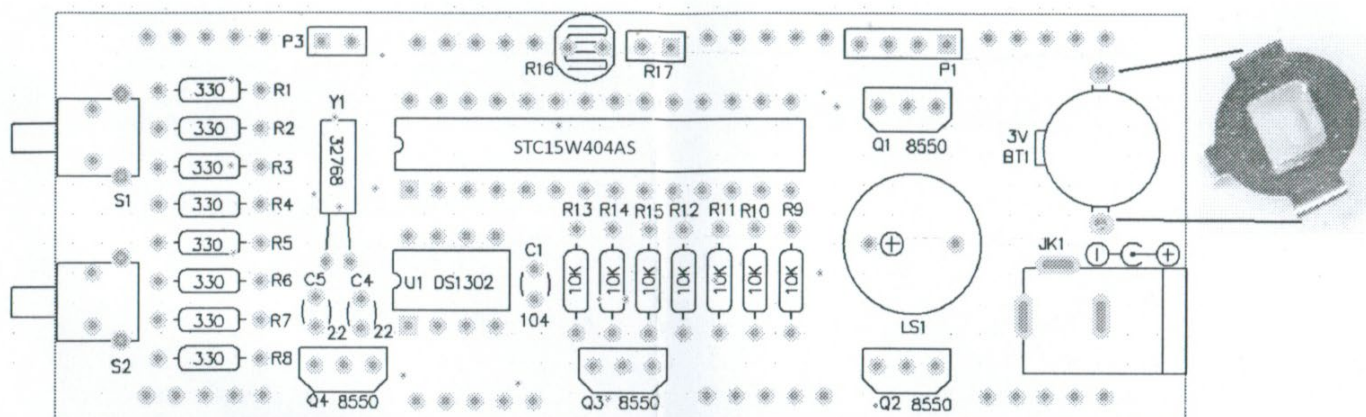 P3
R16
R17
P1
330 R1
330 R2
330 R3
330 R4
330 R5
330 R6
330 R7
330 R8
S1
S2
Y1
32768
STC15W404AS
Q1 8550
3V
BT1
R13 R14 R15 R12 R11 R10 R9
10K 10K 10K 10K 10K 10K 10K
C5 C4
22 22
U1 DS1302
C1
104
LS1
JK1
Q4 8550
Q3 8550
Q2 8550